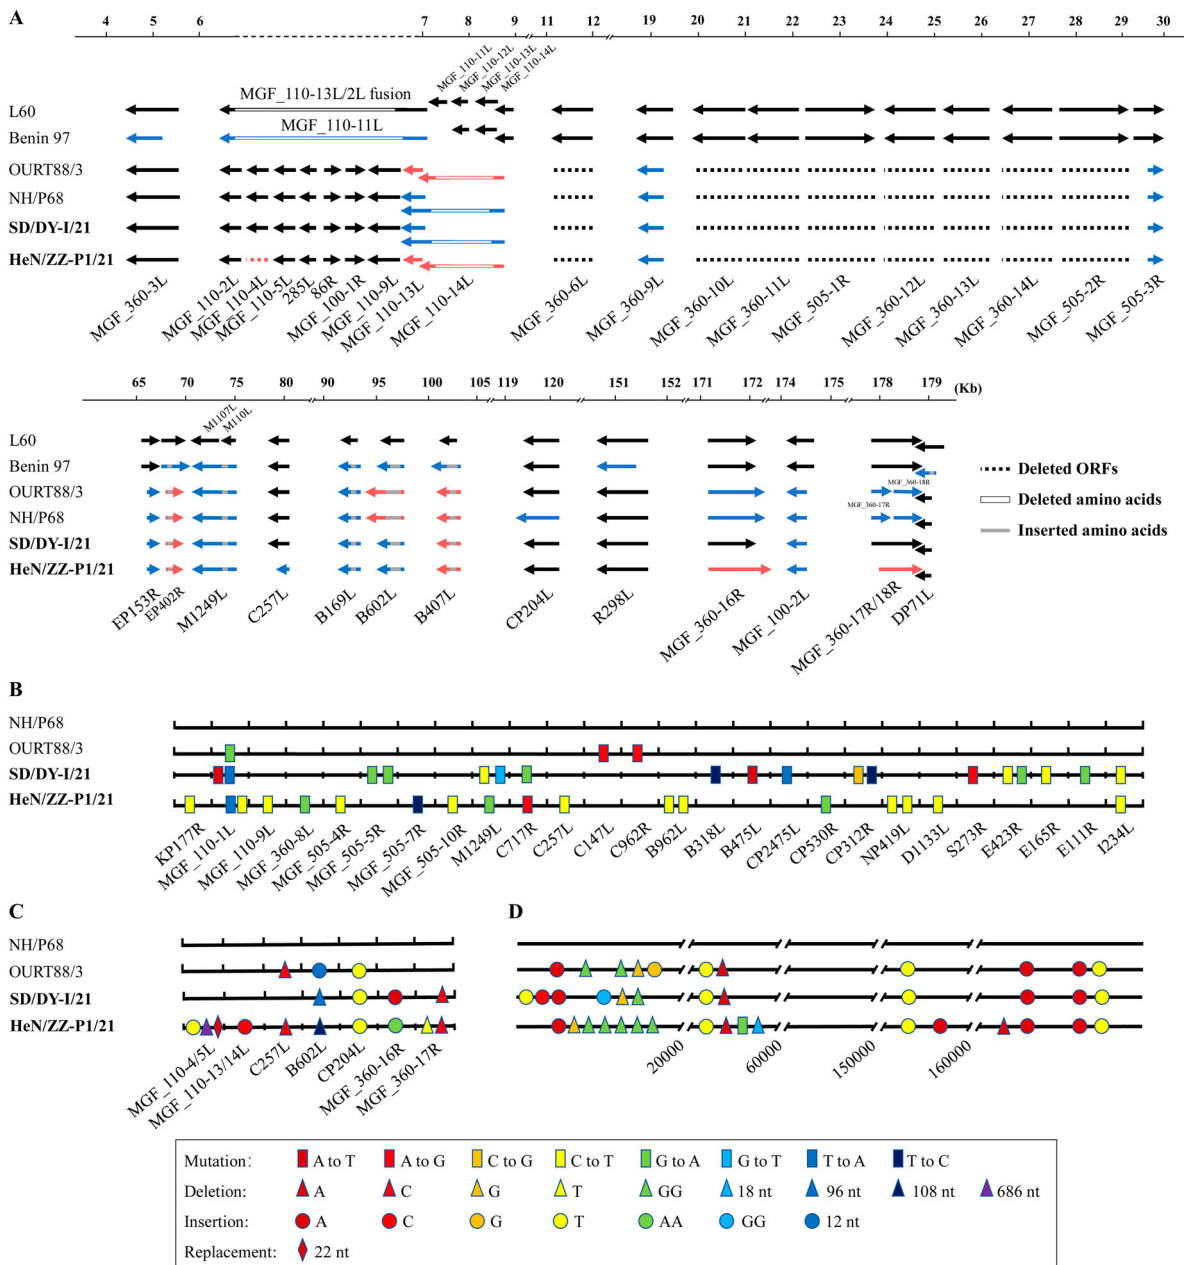 A
4 5 6 7 8 9 11 12 19 20 21 22 23 24 25 26 27 28 29 30
MGF_110-11L
MGF_110-12L
MGF_110-13L
MGF_110-14L
L60 MGF_110-13L/2L fusion
Benin 97 MGF_110-11L
OURT88/3
NH/P68
SD/DY-I/21
HeN/ZZ-P1/21
MGF_360-3L MGF_110-2L MGF_110-4L MGF_110-5L 285L 86R MGF_100-1R MGF_110-9L MGF_110-13L MGF_110-14L MGF_360-6L MGF_360-9L MGF_360-10L MGF_360-11L MGF_505-1R MGF_360-12L MGF_360-13L MGF_360-14L MGF_505-2R MGF_505-3R
65 70 75 80 90 95 100 105 119 120 151 152 171 172 174 175 178 179 (Kb)
M1107L
M110L
L60
Benin 97
OURT88/3 MGF_360-18R
MGF_360-17R
NH/P68
SD/DY-I/21
HeN/ZZ-P1/21
Deleted ORFs
Deleted amino acids
Inserted amino acids
EP153R EP402R M1249L C257L B169L B602L B407L CP204L R298L MGF_360-16R MGF_100-2L MGF_360-17R/18R DP71L
B
NH/P68
OURT88/3
SD/DY-I/21
HeN/ZZ-P1/21
KP177R MGF_110-1L MGF_110-9L MGF_360-8L MGF_505-4R MGF_505-5R MGF_505-7R MGF_505-10R M1249L C717R C257L C147L C962R B962L B318L B475L CP2475L CP530R CP312R NP419L D1133L S273R E423R E165R E111R I234L
C
NH/P68
OURT88/3
SD/DY-I/21
HeN/ZZ-P1/21
MGF_110-4/5L MGF_110-13/14L C257L B602L CP204L MGF_360-16R MGF_360-17R
D
20000 60000 150000 160000
Mutation: A to T A to G C to G C to T G to A G to T T to A T to C
Deletion: A C G T GG 18 nt 96 nt 108 nt 686 nt
Insertion: A C G T AA GG 12 nt
Replacement: 22 nt